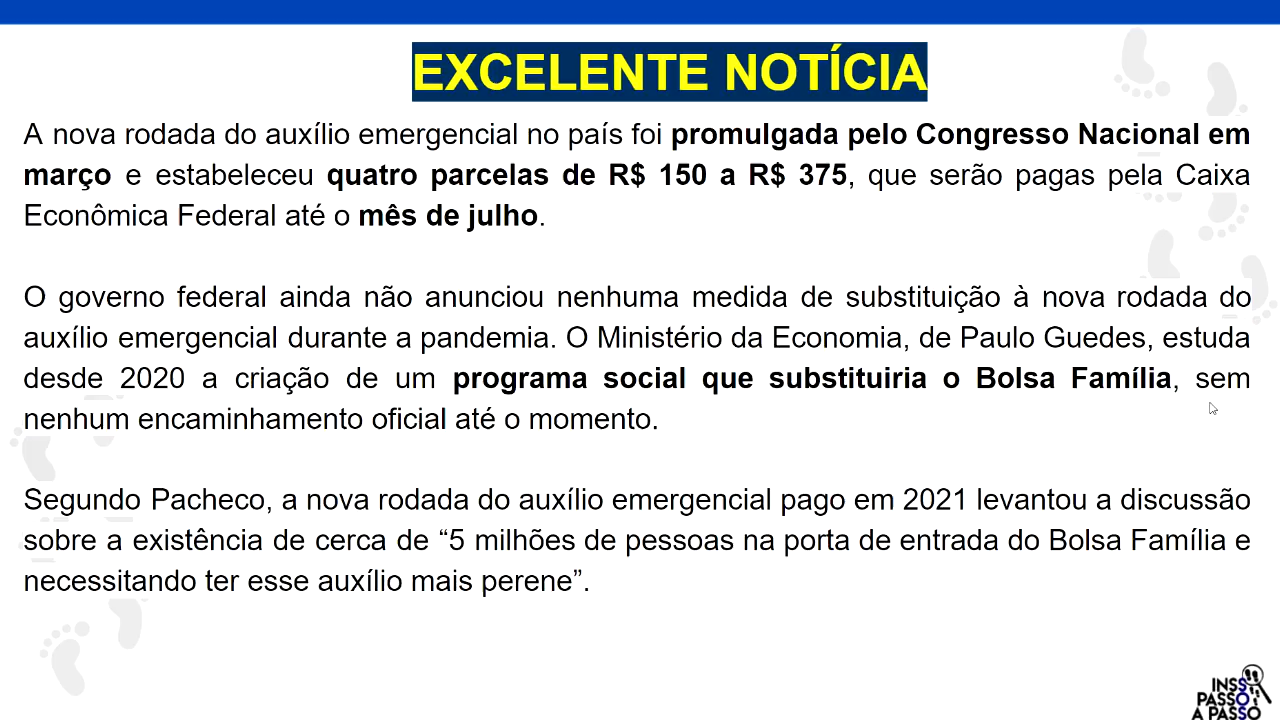 EXCELENTE NOTÍCIA
A nova rodada do auxílio emergencial no país foi promulgada pelo Congresso Nacional em
março e estabeleceu quatro parcelas de R$ 150 a R$ 375, que serão pagas pela Caixa
Econômica Federal até o mês de julho.
O governo federal ainda não anunciou nenhuma medida de substituição à nova rodada do
auxílio emergencial durante a pandemia. O Ministério da Economia, de Paulo Guedes, estuda
desde 2020 a criação de um programa social que substituiria o Bolsa Família, sem
nenhum encaminhamento oficial até o momento.
Segundo Pacheco, a nova rodada do auxílio emergencial pago em 2021 levantou a discussão
sobre a existência de cerca de “5 milhões de pessoas na porta de entrada do Bolsa Família e
necessitando ter esse auxílio mais perene”.
INSS
PASSO
A PASSO